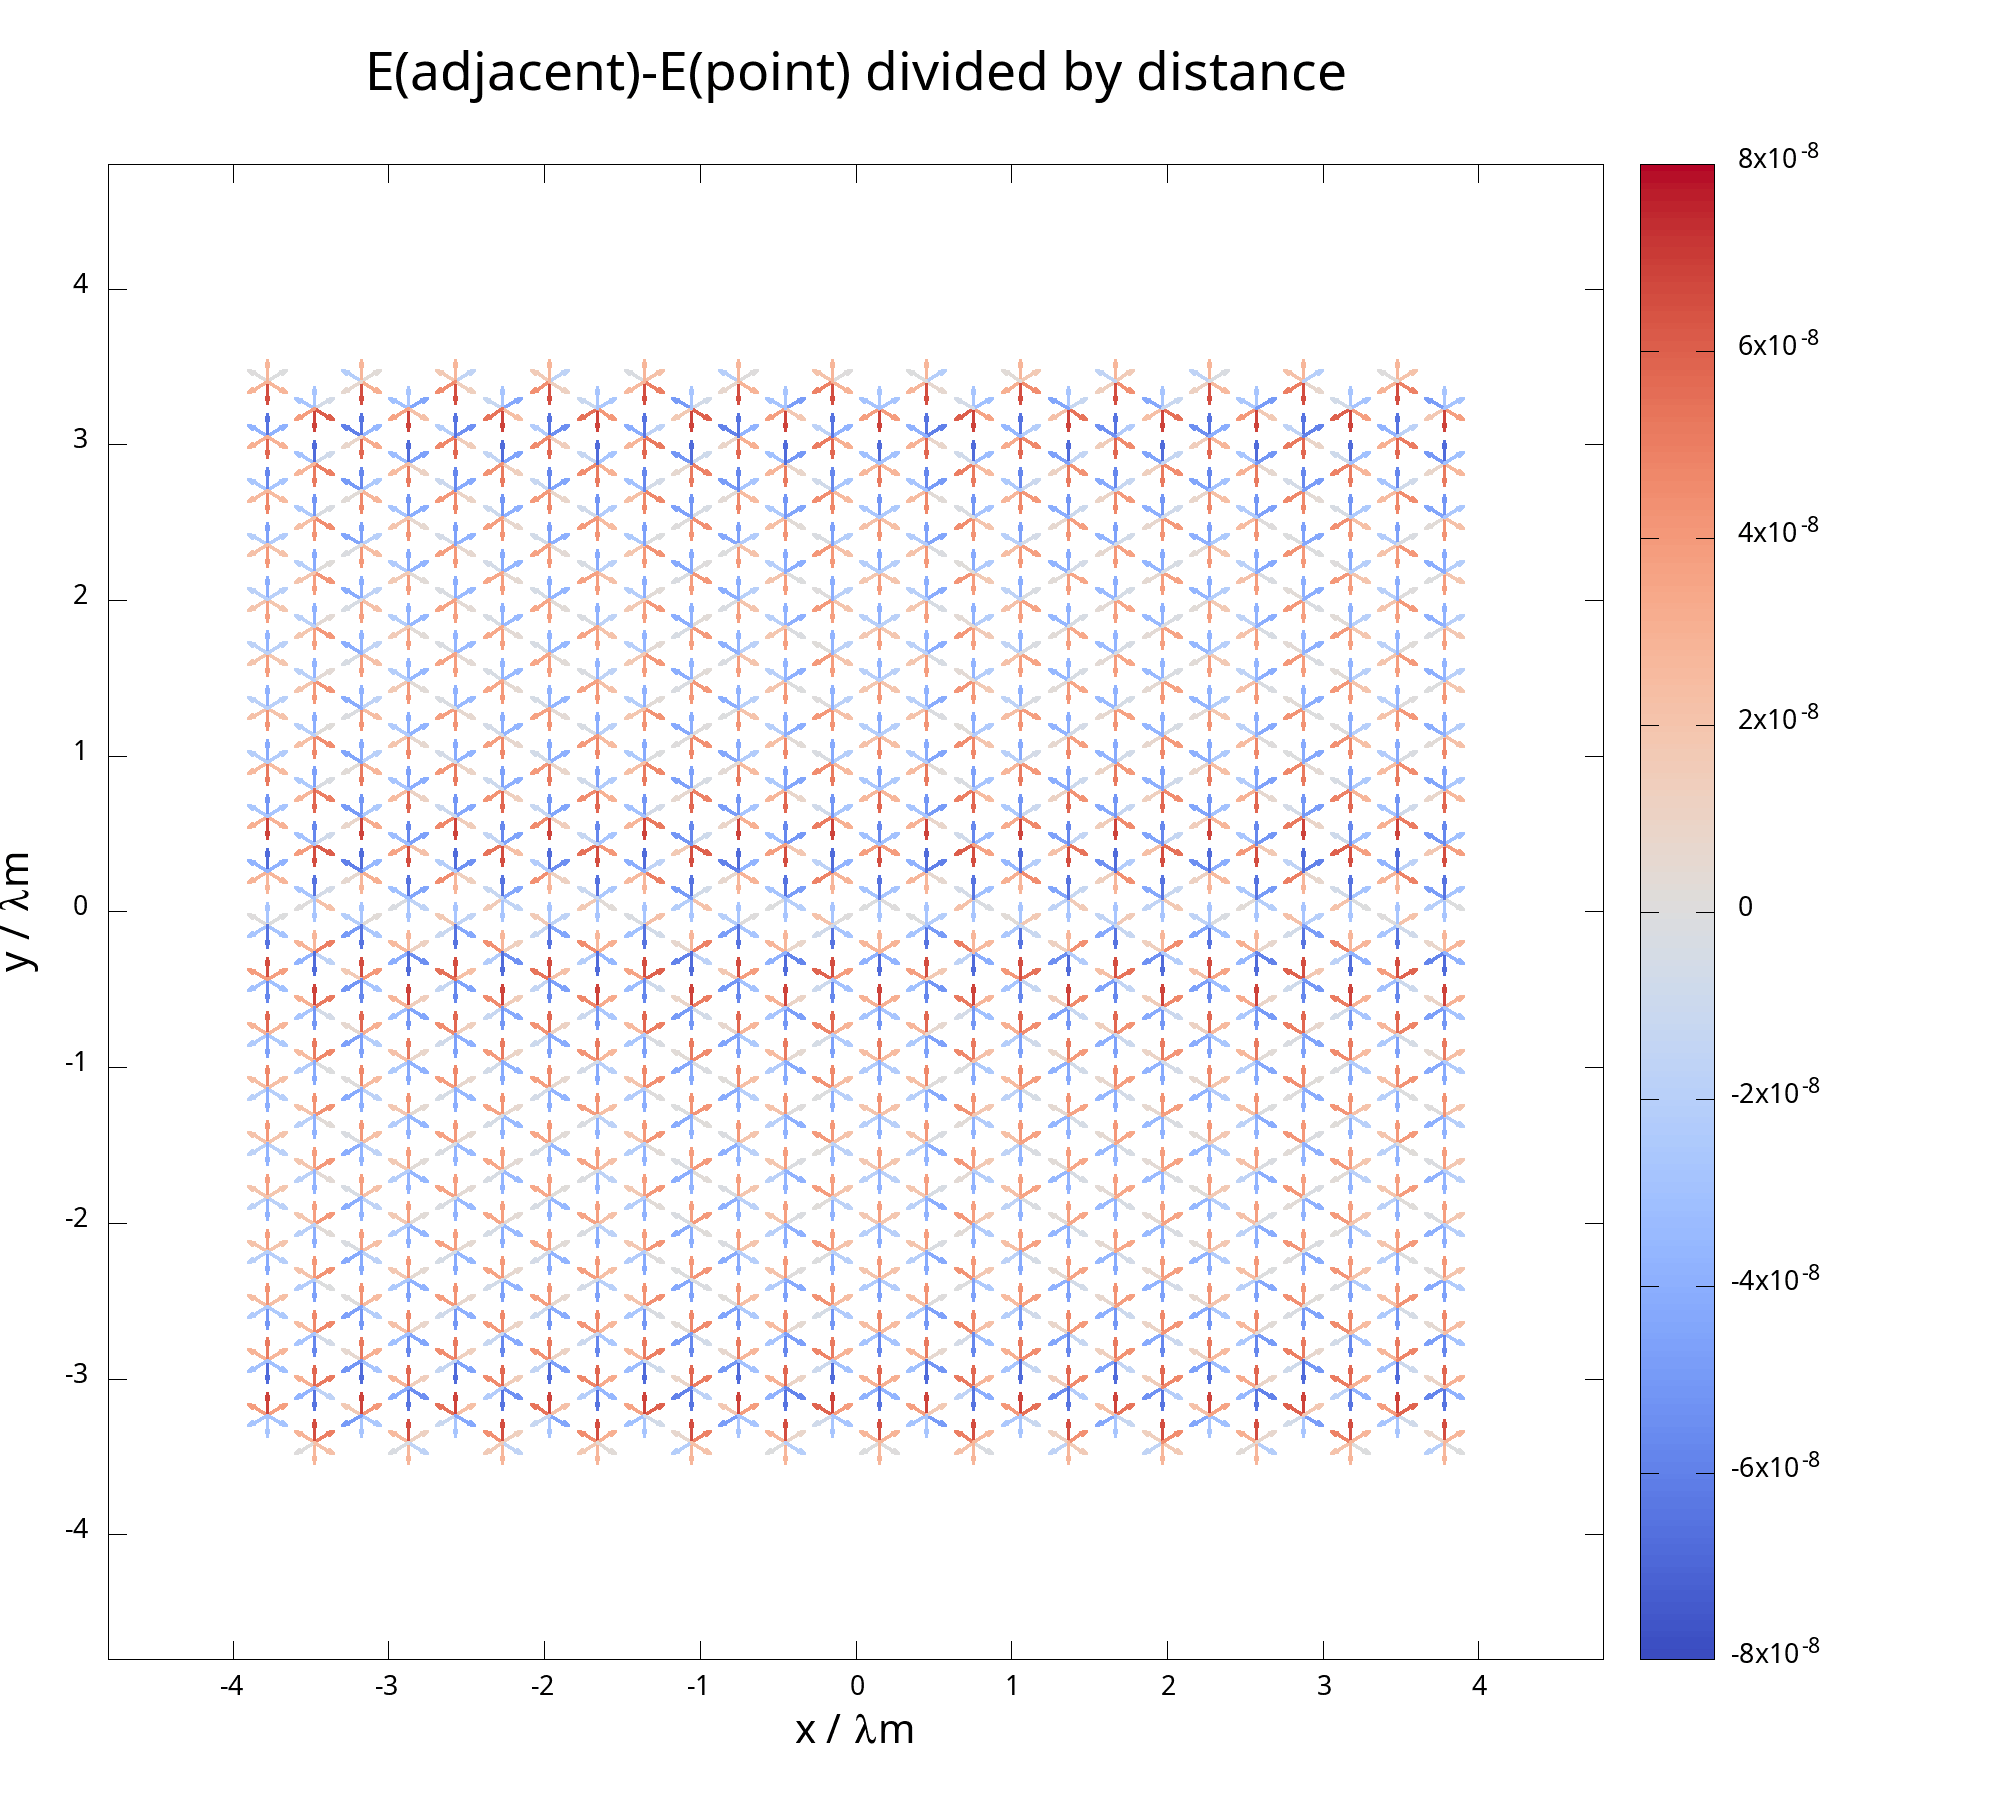 E(adjacent)-E(point) divided by distance
8x10-8
6x10-8
4x10-8
2x10-8
0
-2x10-8
-4x10-8
-6x10-8
-8x10-8
4
3
2
1
0
-1
-2
-3
-4
y / λm
-4 -3 -2 -1 0 1 2 3 4
x / λm